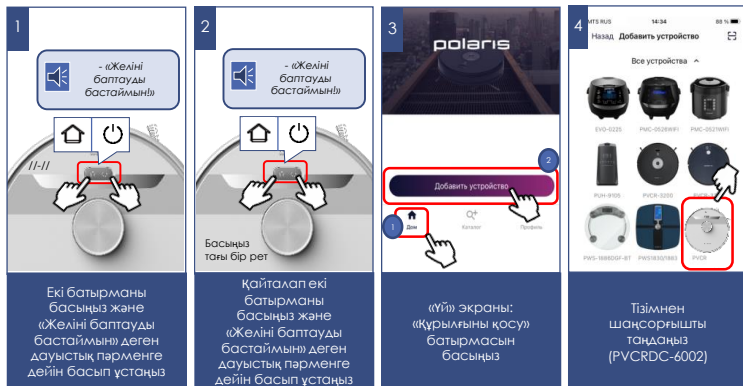 1
- «Желіні
баптауды
бастаймын!»
//-//
Екі батырманы
басыңыз және
«Желіні баптауды
бастаймын» деген
дауыстық пәрменге
дейін басып ұстаңыз
2
- «Желіні
баптауды
бастаймын!»
Басыңыз
тағы бір рет
Қайталап екі
батырманы
басыңыз және
«Желіні баптауды
бастаймын» деген
дауыстық пәрменге
дейін басып ұстаңыз
3
polaris
2
Добавить устройство
1
Дом
Каталог
Профиль
«Үй» экраны:
«Құрылғыны қосу»
батырмасын
басыңыз
4
MTS RUS 14:34 88 %
Назад Добавить устройство
Все устройства
EVO-0225 PMC-0526WIFI PMC-0521WIFI
PUH-9105 PVCR-3200
PWS-1888DGF-BT PWS1830/1883 PVCR
Тізімнен
шаңсорғышты
таңдаңыз
(PVCRDC-6002)